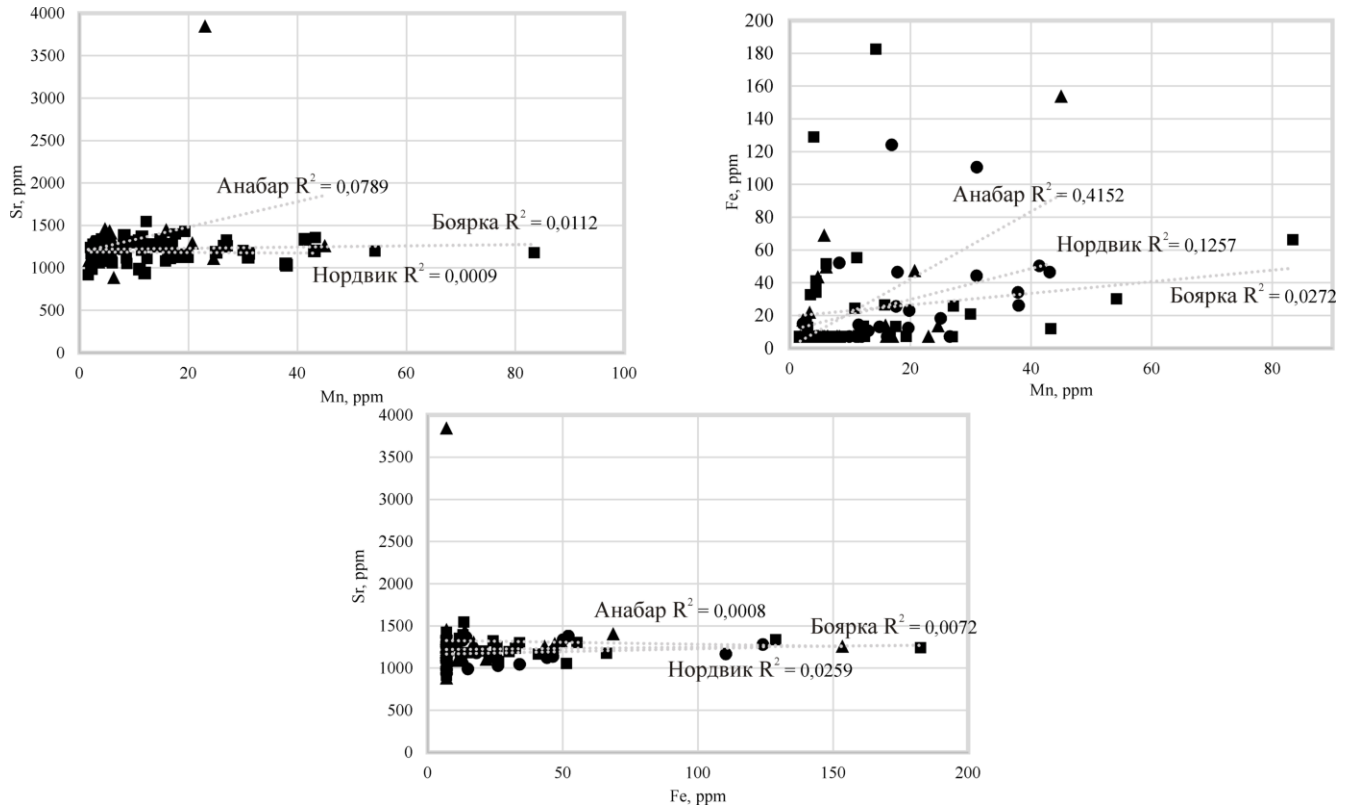 4000
3500
3000
2500
2000
1500
1000
500
0
Sr, ppm
Анабар R² = 0,0789
Боярка R² = 0,0112
Нордвик R² = 0,0009
0 20 40 60 80 100
Mn, ppm
200
180
160
140
120
100
80
60
40
20
0
Fe, ppm
Анабар R² = 0,4152
Нордвик R² = 0,1257
Боярка R² = 0,0272
0 20 40 60 80
Mn, ppm
4000
3500
3000
2500
2000
1500
1000
500
0
Sr, ppm
Анабар R² = 0,0008
Боярка R² = 0,0072
Нордвик R² = 0,0259
0 50 100 150 200
Fe, ppm